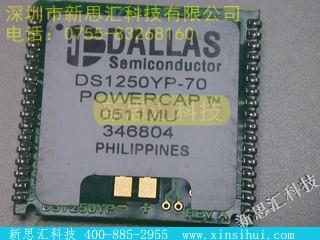 深圳市新思汇科技有限公司
电话：0755-83268160
DALLAS
Semiconductor
DS1250YP-70
POWERCAP™
0511MU
346804
PHILIPPINES
DS1250YP- +
REV A
新思汇科技
新思汇科技 400-885-2955 www.xinsihui.com